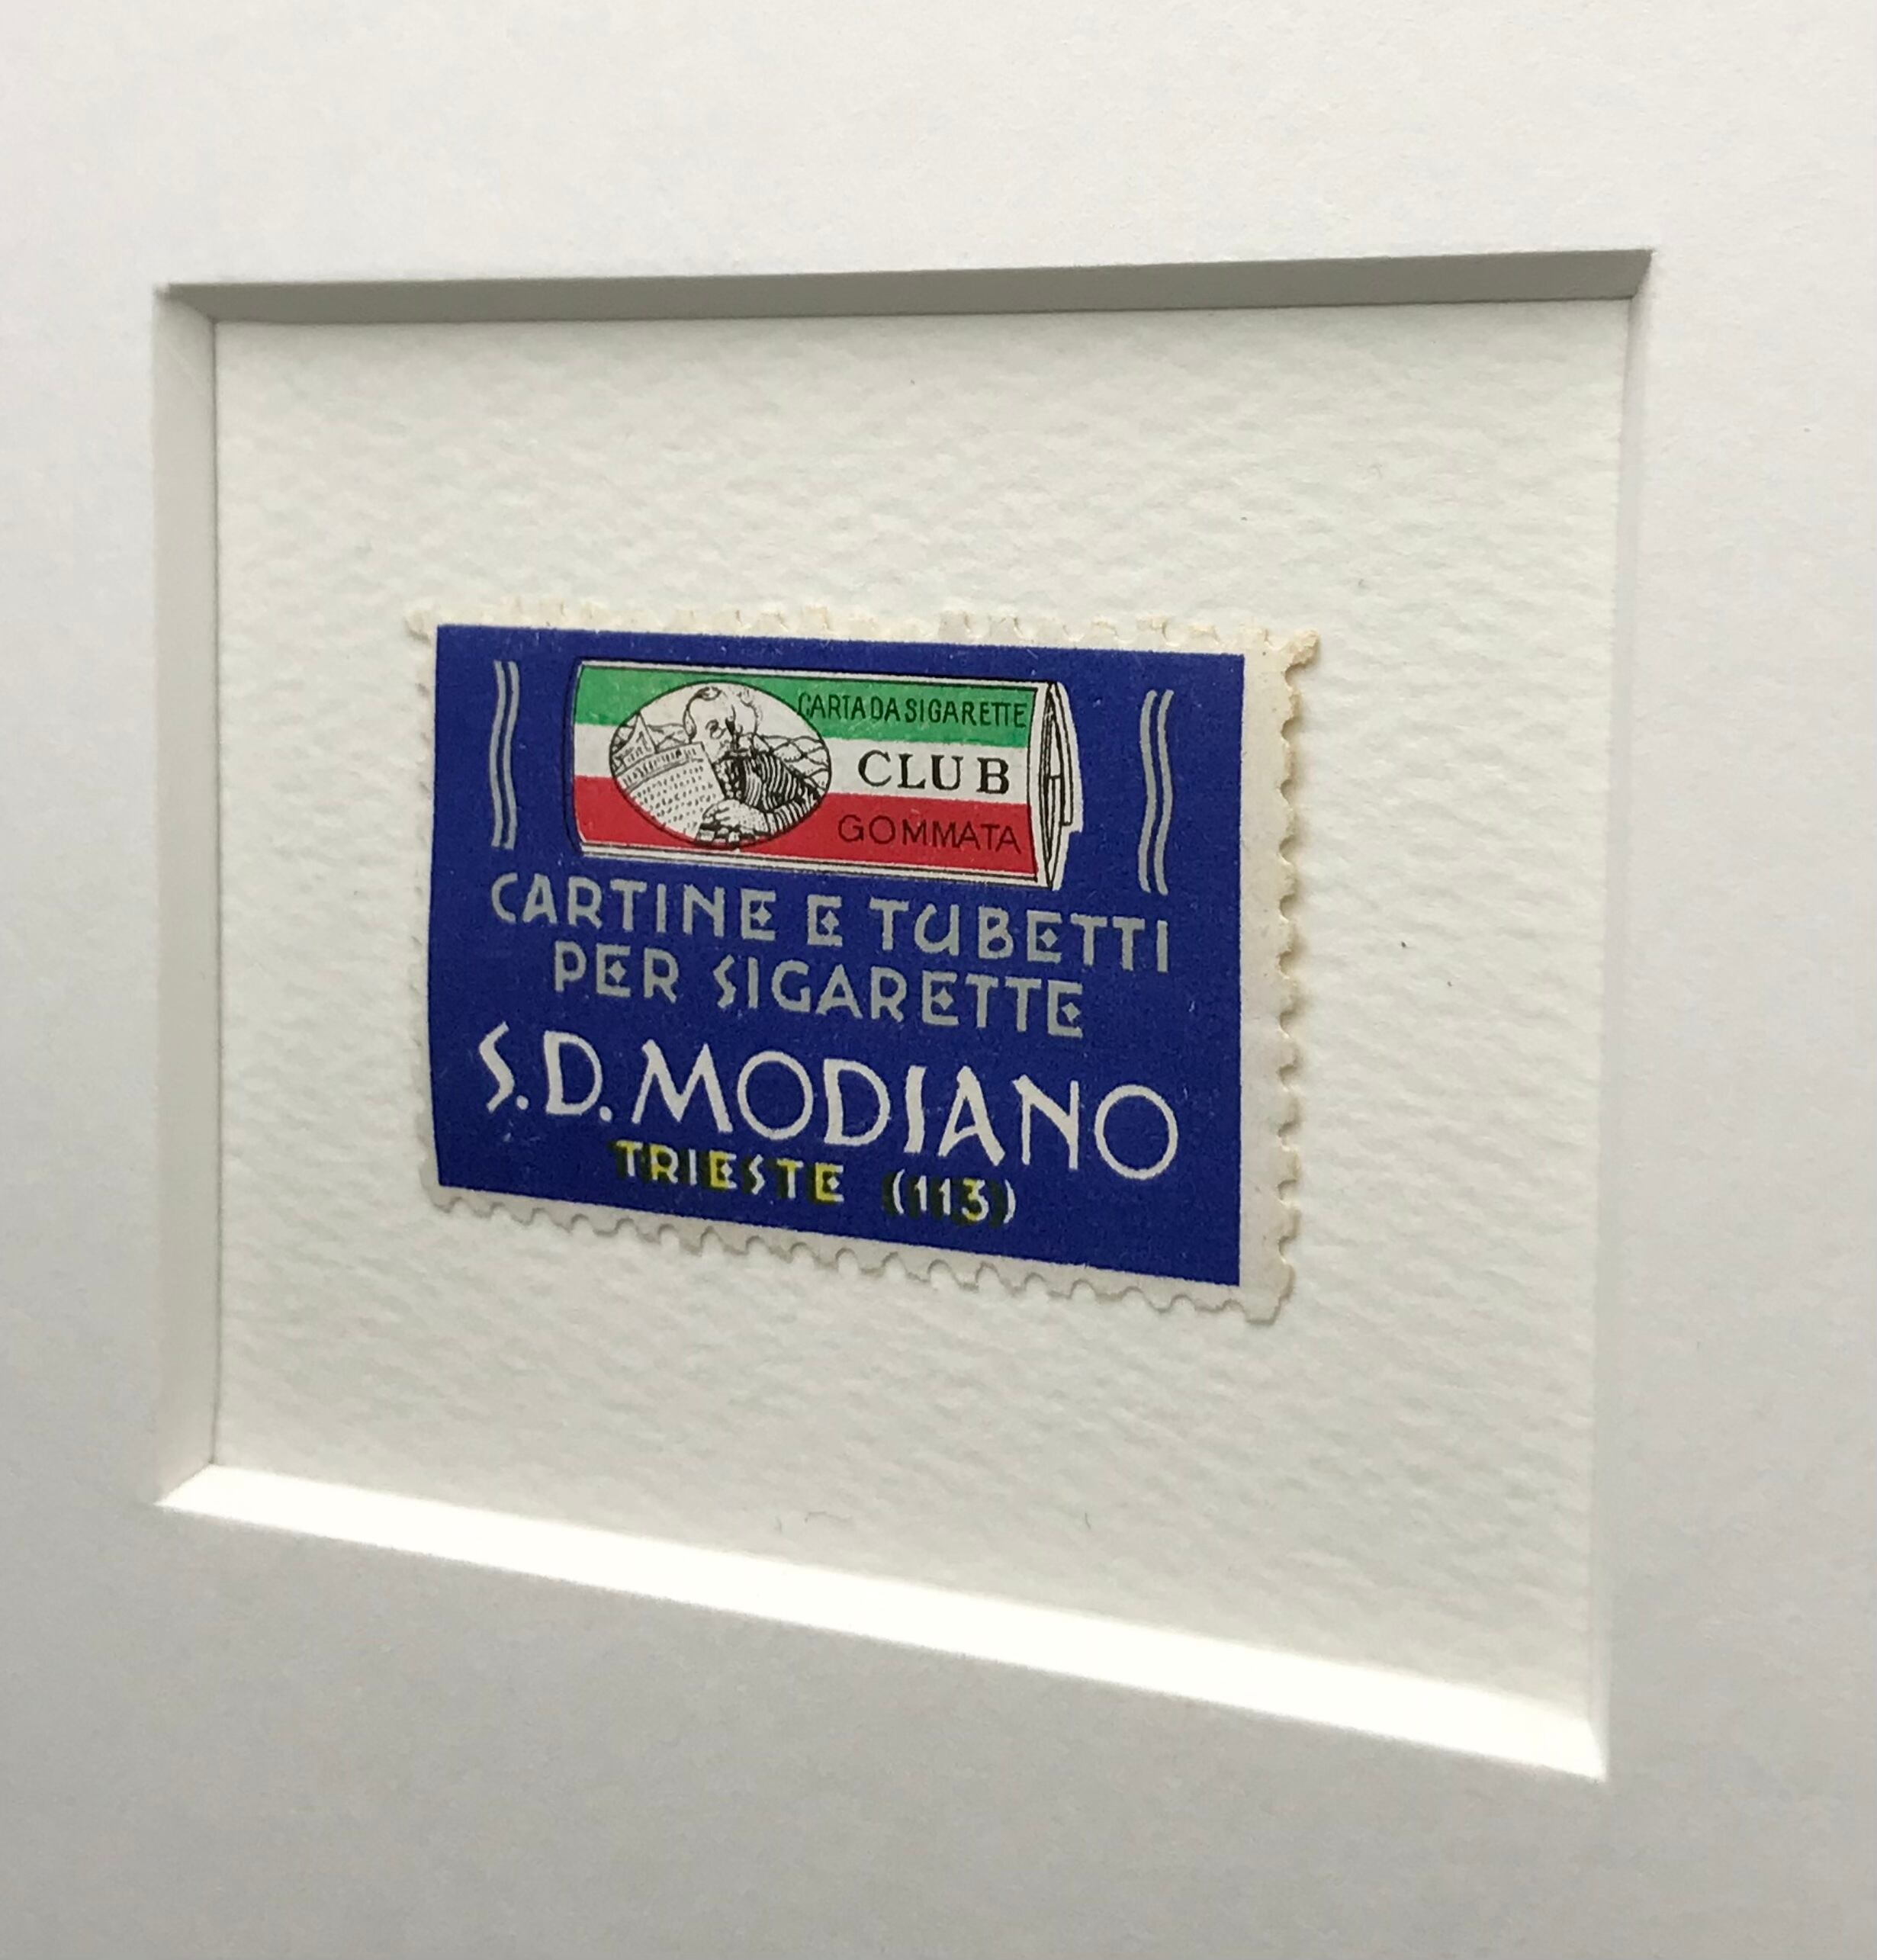 CARTA DA SIGARETTE
CLUB
GOMMATA
CARTINE E TUBETTI
PER SIGARETTE
S.D. MODIANO
TRIESTE (113)